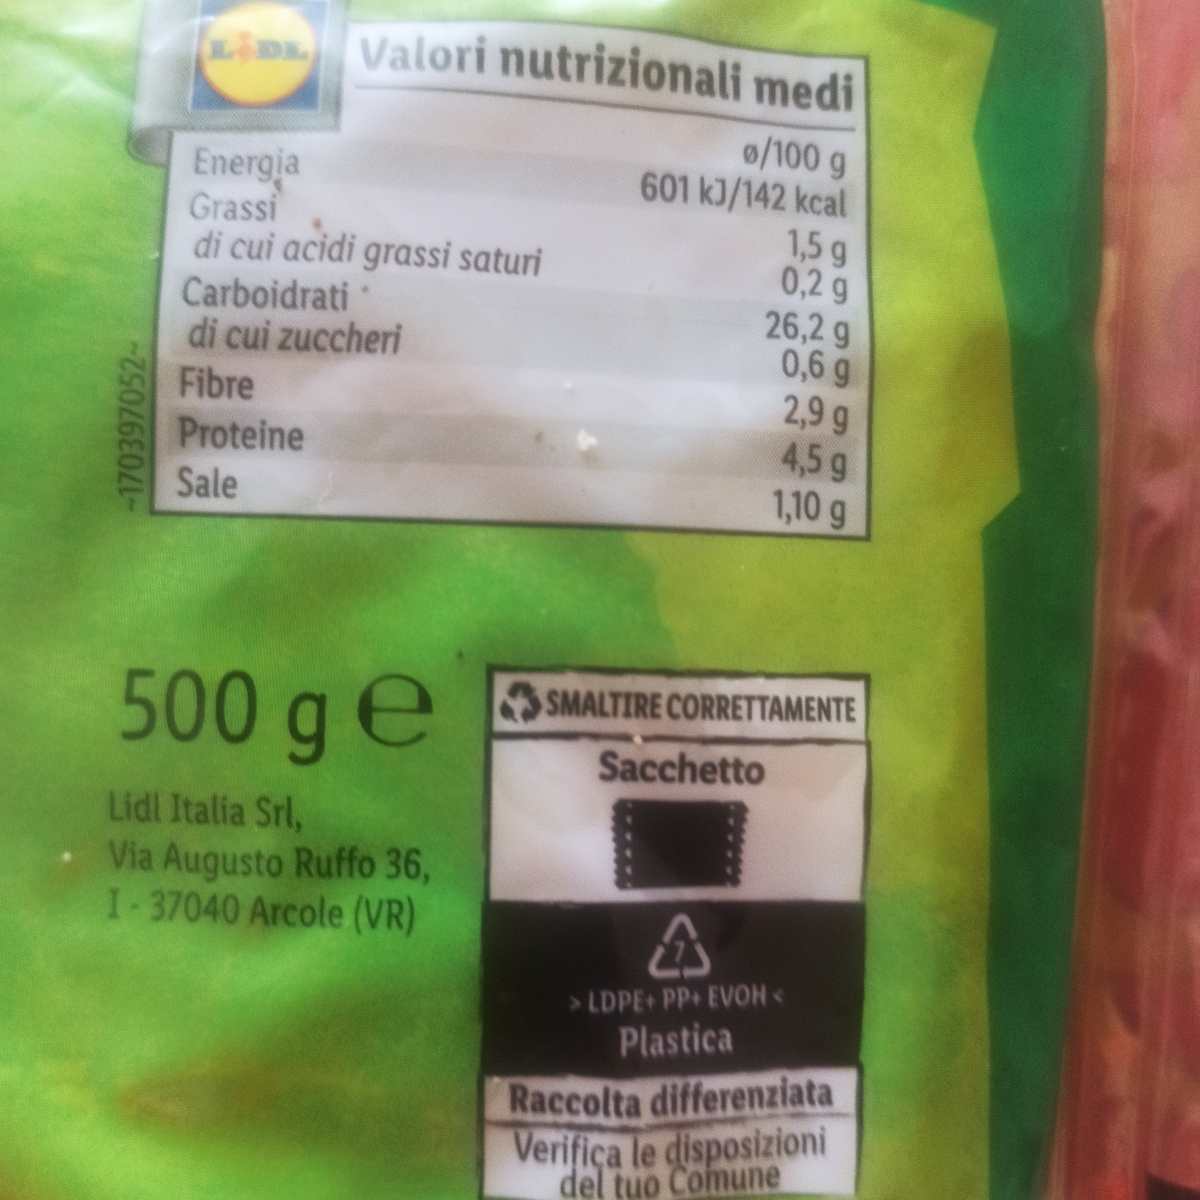 LIDL
Valori nutrizionali medi
ø/100 g
Energia 601 kJ/142 kcal
Grassi 1,5 g
di cui acidi grassi saturi 0,2 g
Carboidrati 26,2 g
di cui zuccheri 0,6 g
Fibre 2,9 g
Proteine 4,5 g
Sale 1,10 g
~170397052~
500 g e
Lidl Italia Srl,
Via Augusto Ruffo 36,
I - 37040 Arcole (VR)
SMALTIRE CORRETTAMENTE
Sacchetto
7
> LDPE+ PP+ EVOH <
Plastica
Raccolta differenziata
Verifica le disposizioni
del tuo Comune